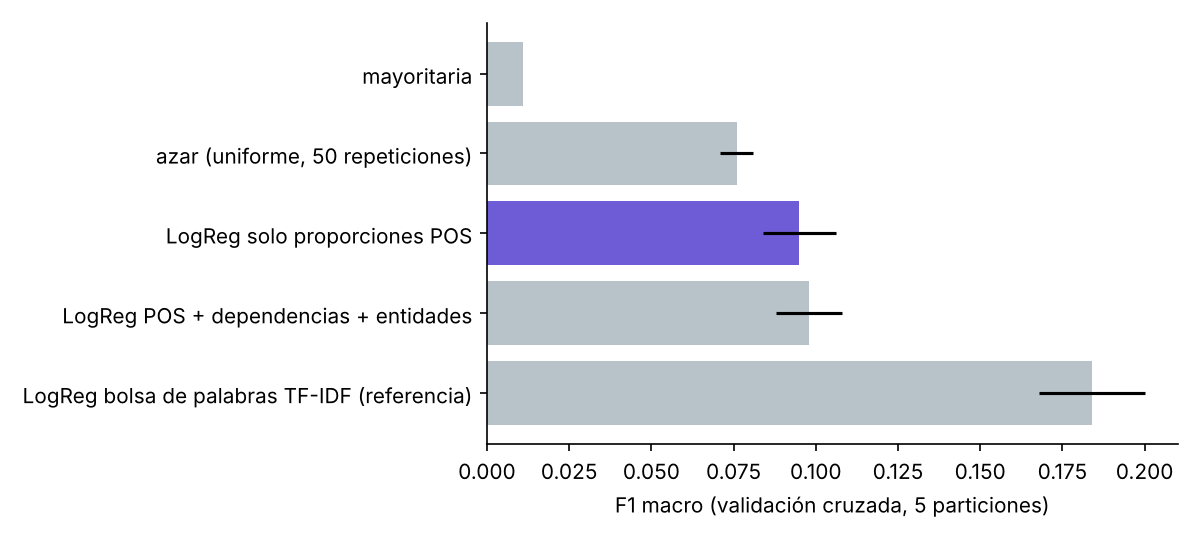 mayoritaria
azar (uniforme, 50 repeticiones)
LogReg solo proporciones POS
LogReg POS + dependencias + entidades
LogReg bolsa de palabras TF-IDF (referencia)
0.000 0.025 0.050 0.075 0.100 0.125 0.150 0.175 0.200
F1 macro (validación cruzada, 5 particiones)